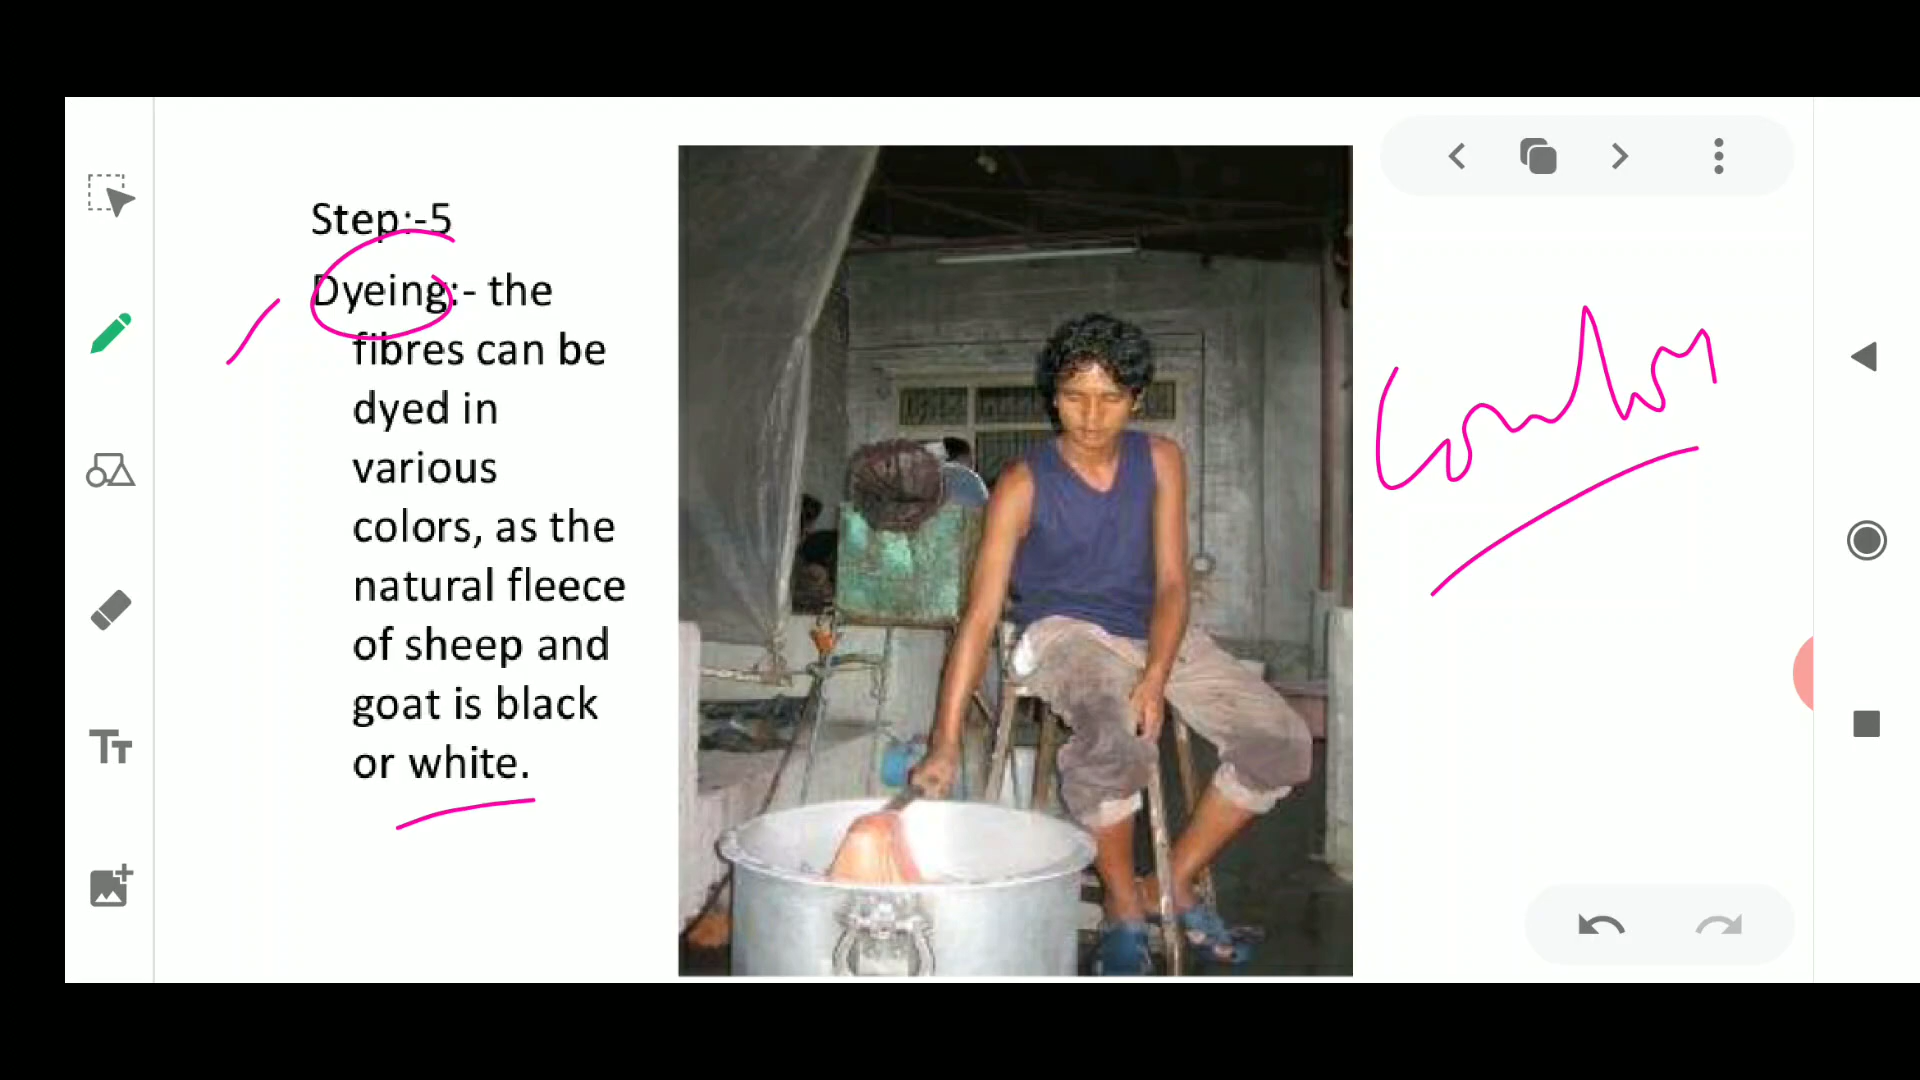 Step:-5
Dyeing:- the
fibres can be
dyed in
various
colors, as the
natural fleece
of sheep and
goat is black
or white.